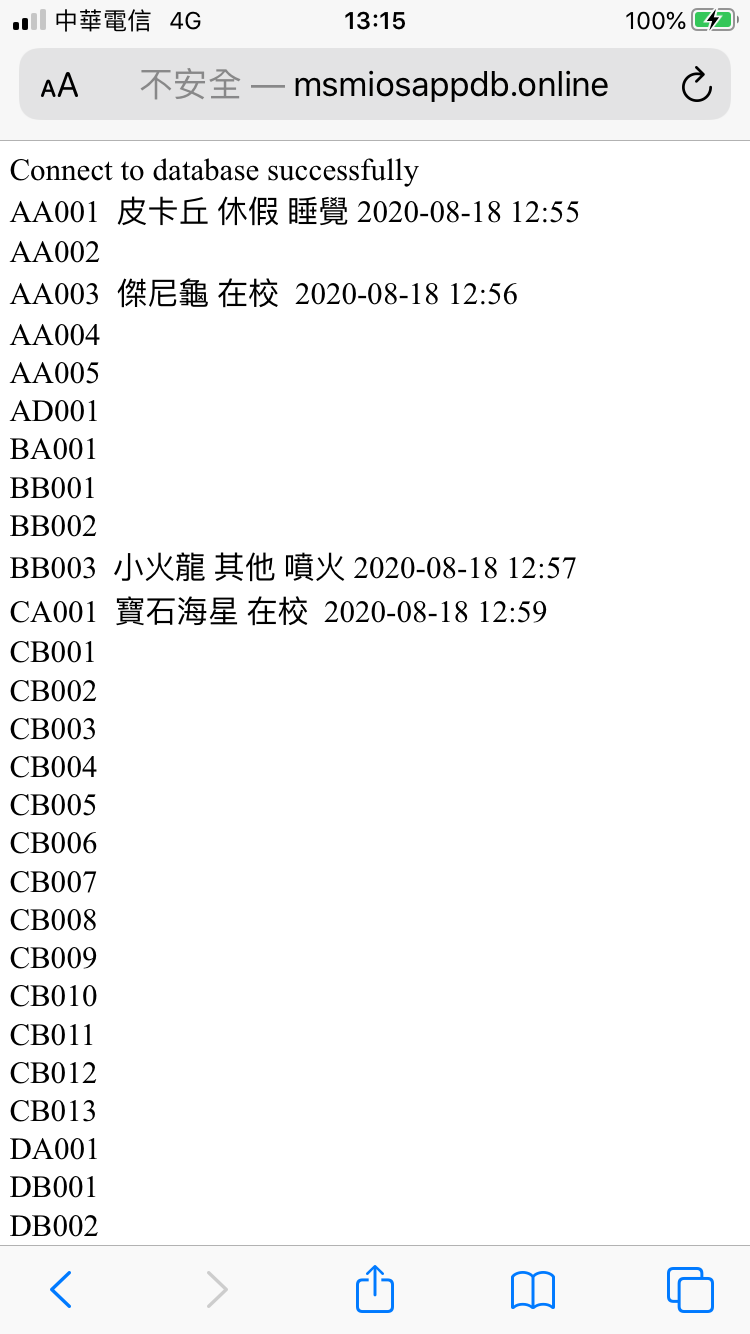 中華電信 4G 13:15 100%
AA 不安全 — msmiosappdb.online
Connect to database successfully
AA001 皮卡丘 休假 睡覺 2020-08-18 12:55
AA002
AA003 傑尼龜 在校 2020-08-18 12:56
AA004
AA005
AD001
BA001
BB001
BB002
BB003 小火龍 其他 噴火 2020-08-18 12:57
CA001 寶石海星 在校 2020-08-18 12:59
CB001
CB002
CB003
CB004
CB005
CB006
CB007
CB008
CB009
CB010
CB011
CB012
CB013
DA001
DB001
DB002